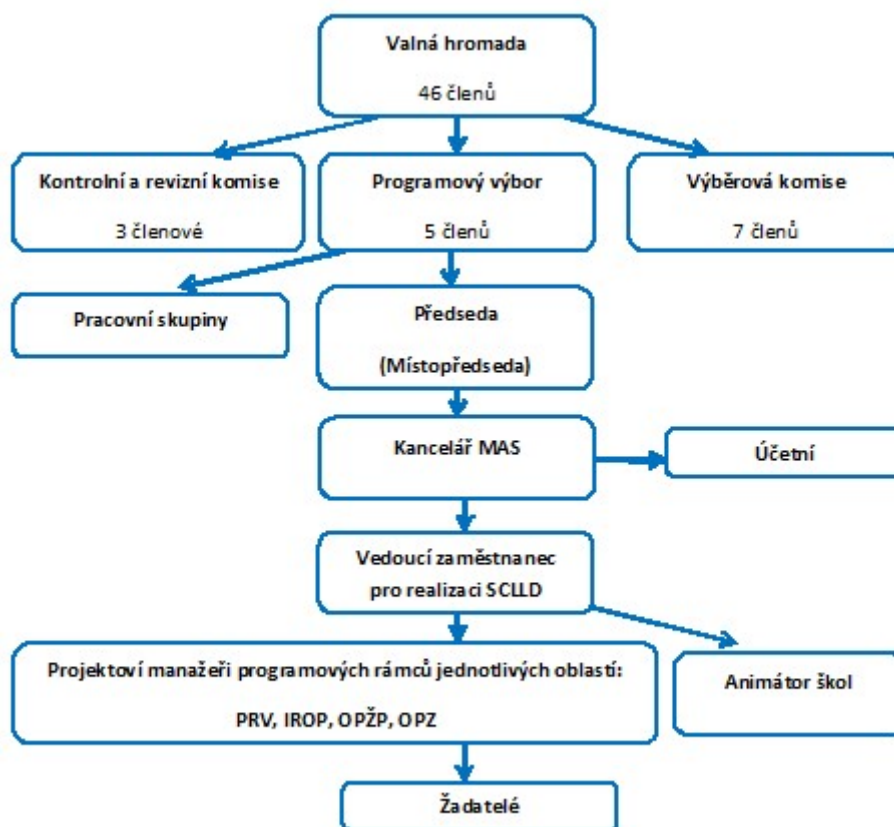 Valná hromada
46 členů
Kontrolní a revizní komise
3 členové
Programový výbor
5 členů
Výběrová komise
7 členů
Pracovní skupiny
Předseda
(Místopředseda)
Kancelář MAS
Účetní
Vedoucí zaměstnanec
pro realizaci SCLLD
Projektoví manažeři programových rámců jednotlivých oblastí:
PRV, IROP, OPŽP, OPZ
Animátor škol
Žadatelé